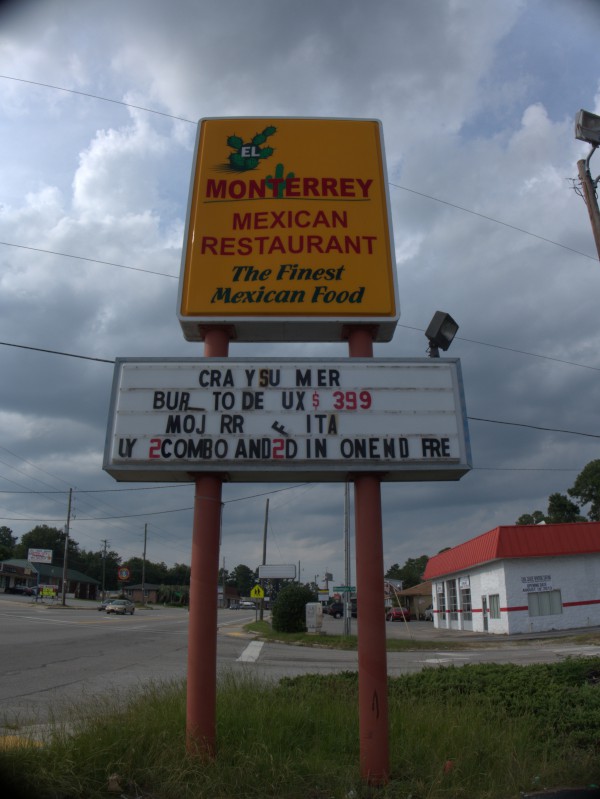 EL
MONTERREY
MEXICAN
RESTAURANT
The Finest
Mexican Food
CRA YSU MER
BUR TO DE UX $ 399
MOJ RR F ITA
UY 2COMBO AND2D IN ONEND FRE